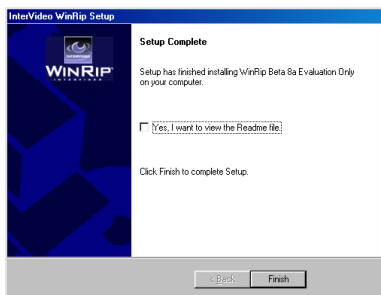 InterVideo WinRip Setup
WINRIP
Setup Complete
Setup has finished installing WinRip Beta 8a Evaluation Only
on your computer.
Yes, I want to view the Readme file.
Click Finish to complete Setup.
< Back
Finish